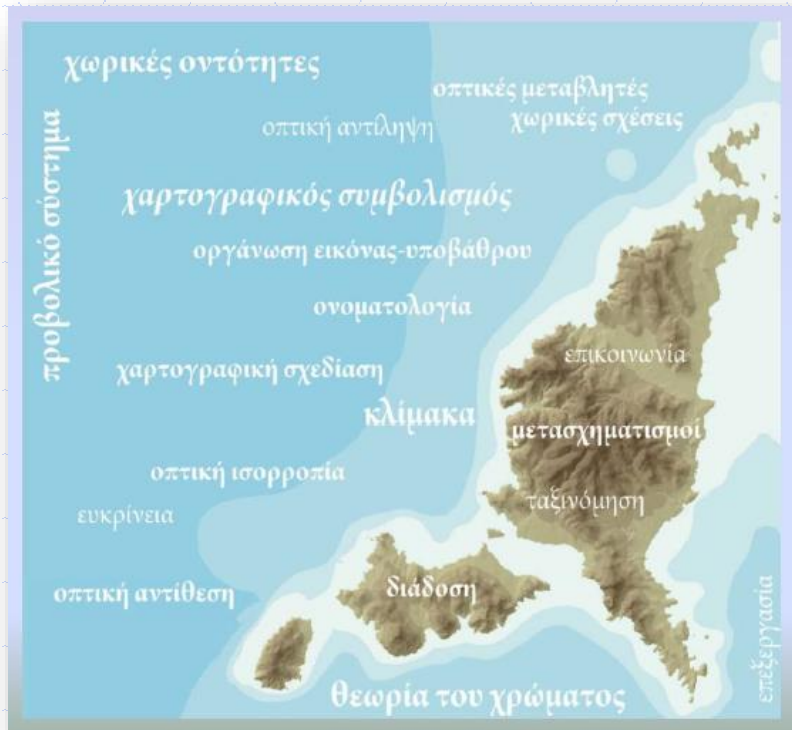 χωρικές οντότητες
οπτικές μεταβλητές
χωρικές σχέσεις
οπτική αντίληψη
προβολικό σύστημα
χαρτογραφικός συμβολισμός
οργάνωση εικόνας-υποβάθρου
ονοματολογία
επικοινωνία
χαρτογραφική σχεδίαση
κλίμακα
μετασχηματισμοί
οπτική ισορροπία
ταξινόμηση
ευκρίνεια
διάδοση
οπτική αντίθεση
επεξεργασία
θεωρία του χρώματος